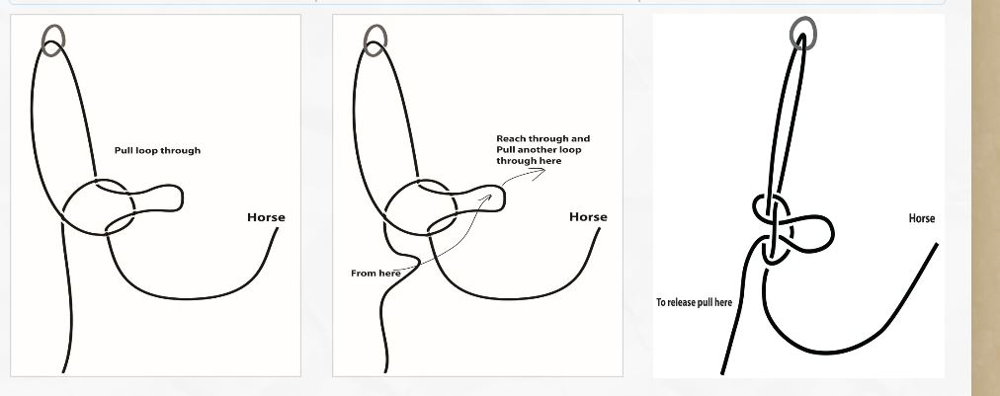 Pull loop through
Horse
Reach through and
Pull another loop
through here
Horse
From here
Horse
To release pull here